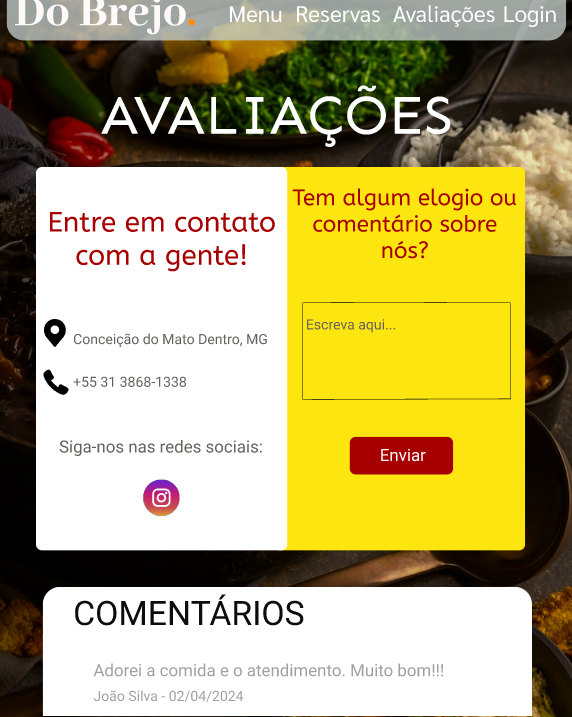 Do Brejo.
Menu Reservas Avaliações Login
AVALIAÇÕES
Entre em contato
com a gente!
Conceição do Mato Dentro, MG
+55 31 3868-1338
Siga-nos nas redes sociais:
Tem algum elogio ou
comentário sobre
nós?
Escreva aqui...
Enviar
COMENTÁRIOS
Adorei a comida e o atendimento. Muito bom!!!
João Silva - 02/04/2024